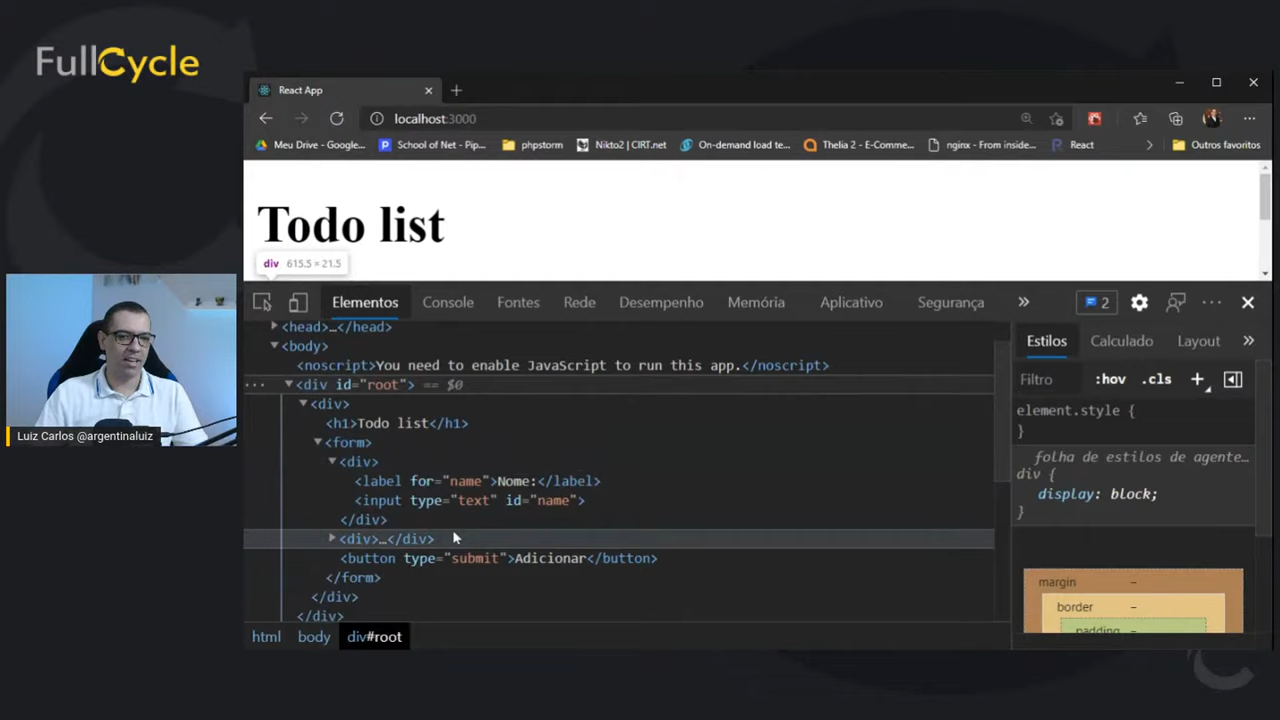 FullCycle
React App
localhost:3000
Meu Drive - Google...
School of Net - Pip...
phpstorm
Nikto2 | CIRT.net
On-demand load te...
Thelia 2 - E-Comme...
nginx - From inside...
React
Outros favoritos
Todo list
div 615.5 × 21.5
Elementos
Console
Fontes
Rede
Desempenho
Memória
Aplicativo
Segurança
2
<head>…</head>
<body>
<noscript>You need to enable JavaScript to run this app.</noscript>
<div id="root"> == $0
<div>
<h1>Todo list</h1>
<form>
<div>
<label for="name">Nome:</label>
<input type="text" id="name">
</div>
<div>…</div>
<button type="submit">Adicionar</button>
</form>
</div>
</div>
html
body
div#root
Estilos
Calculado
Layout
Filtro
:hov
.cls
element.style {
}
folha de estilos de agente…
div {
display: block;
}
margin
–
border
–
padding
–
Luiz Carlos @argentinaluiz